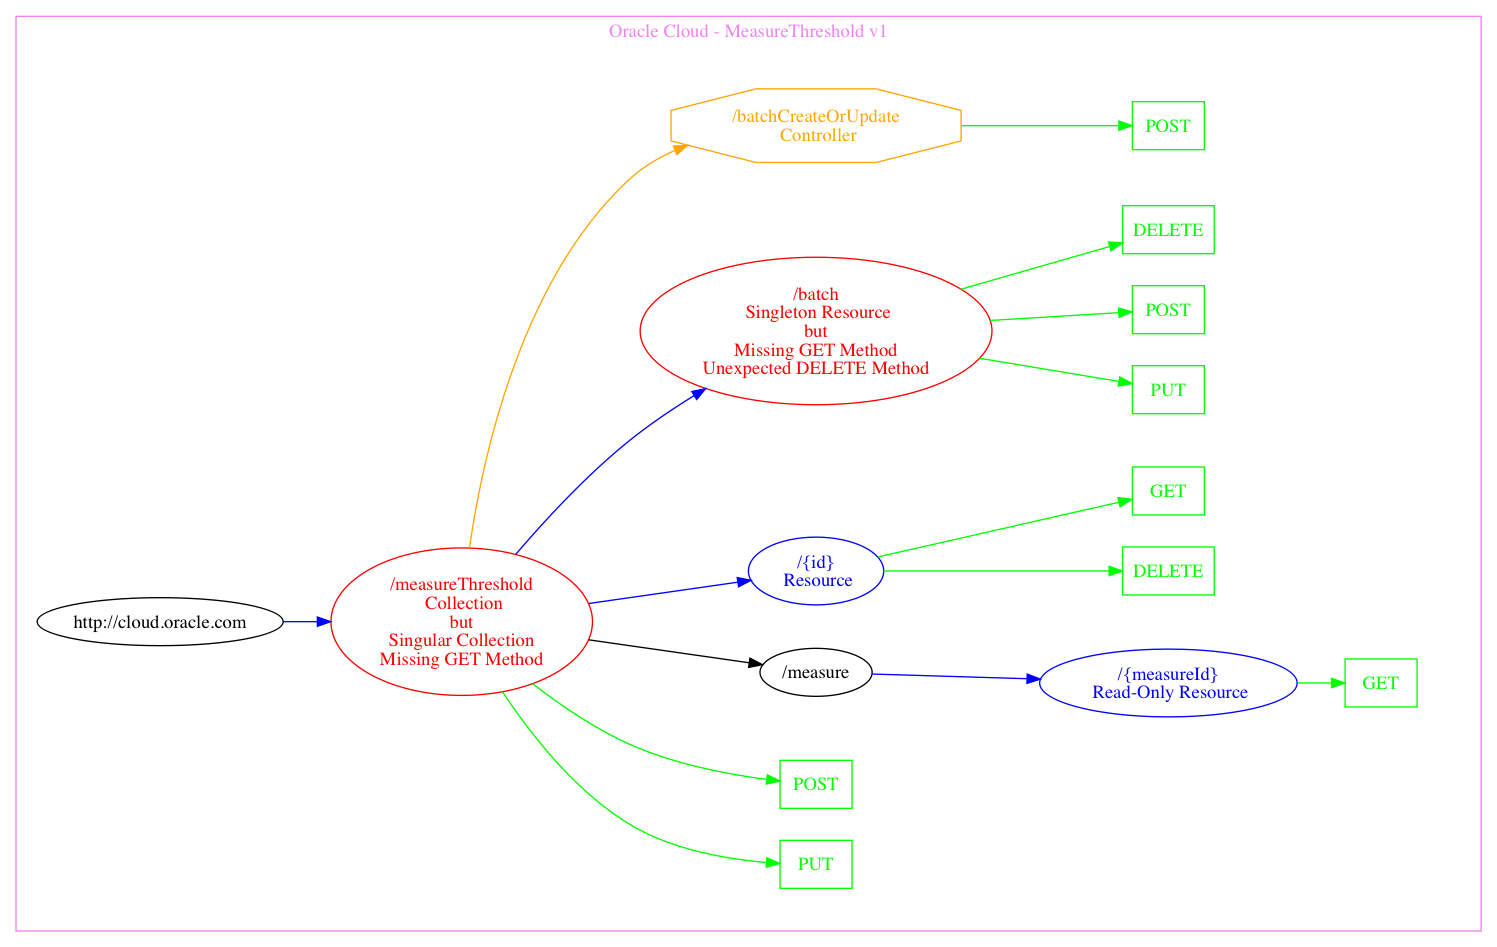 Oracle Cloud - MeasureThreshold v1
/batchCreateOrUpdate
Controller
POST
DELETE
/batch
Singleton Resource
but
Missing GET Method
Unexpected DELETE Method
POST
PUT
GET
/{id}
Resource
DELETE
http://cloud.oracle.com
/measureThreshold
Collection
but
Singular Collection
Missing GET Method
/measure
/{measureId}
Read-Only Resource
GET
POST
PUT